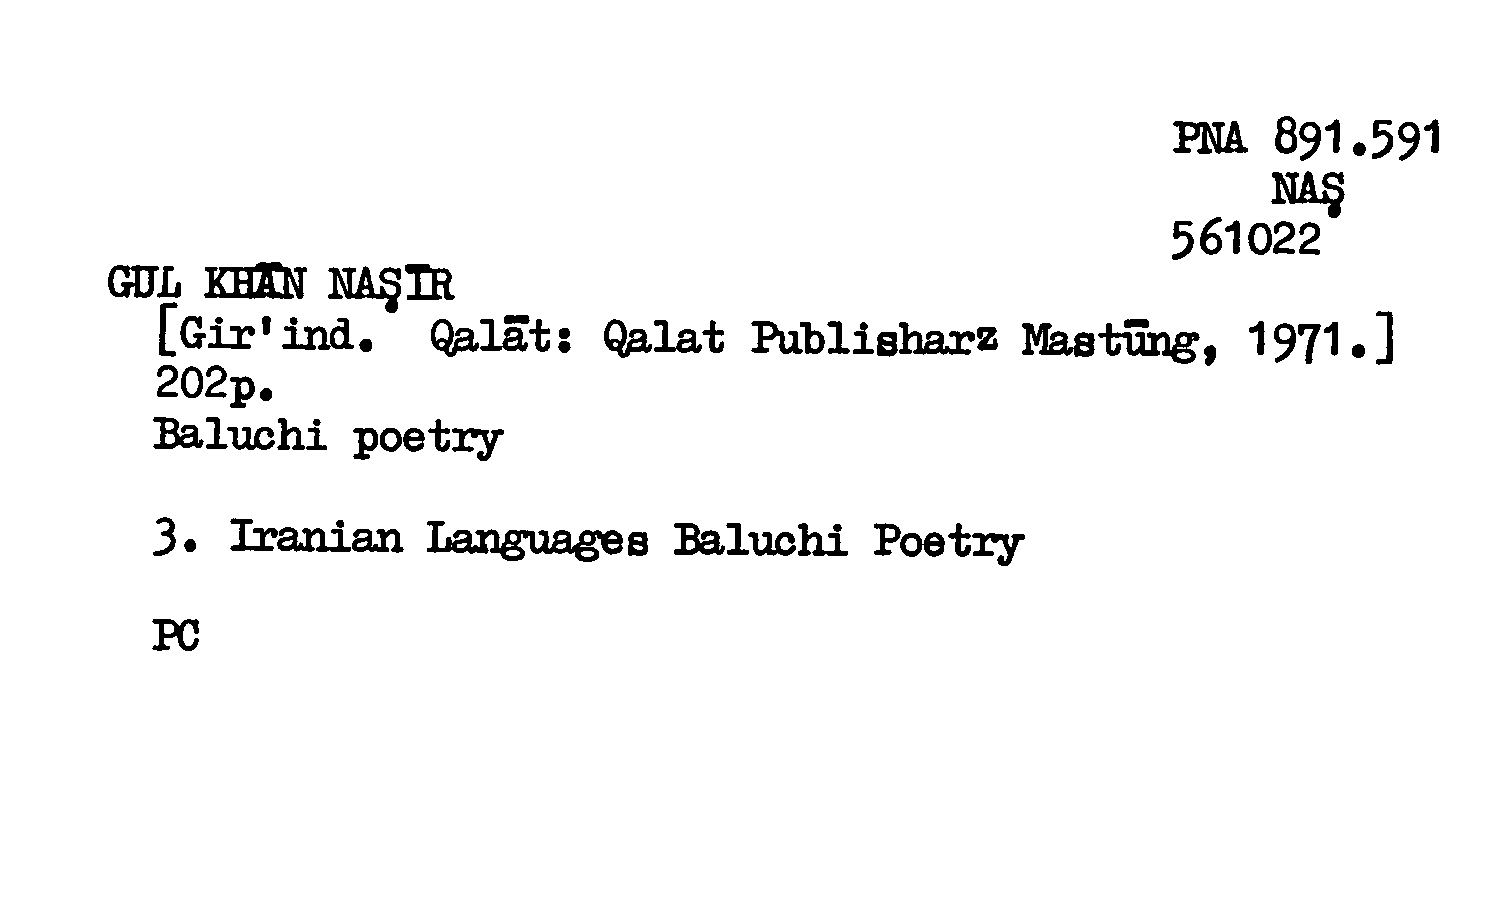 PNA 891.591
NAṢ
561022
GUL KHĀN NAṢĪR
[Gir'ind. Qalāt: Qalat Publisharz Mastūng, 1971.]
202p.
Baluchi poetry
3. Iranian Languages Baluchi Poetry
PC